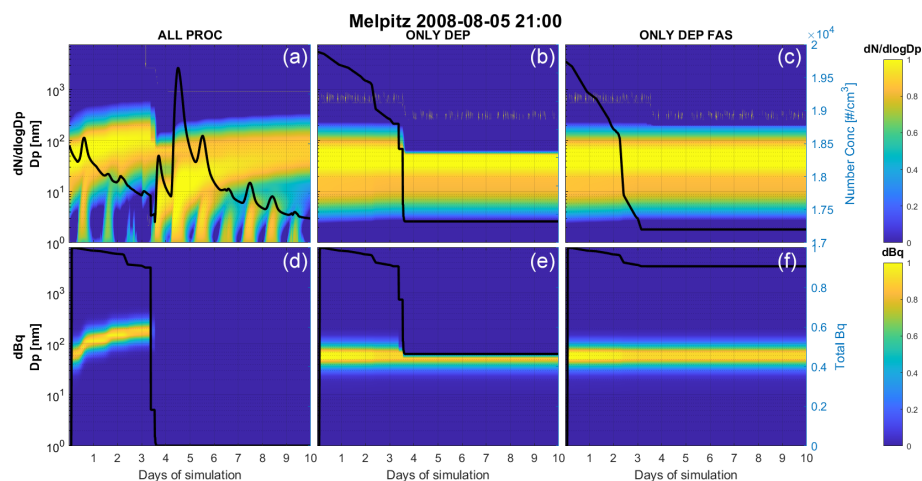 Melpitz 2008-08-05 21:00
ALL PROC
ONLY DEP
ONLY DEP FAS
×10⁴
dN/dlogDp
(a)
(b)
(c)
dN/dlogDp
Dp [nm]
10³
10²
10¹
10⁰
2
1.95
1.9
1.85
1.8
1.75
1.7
Number Conc [#/cm³]
1
0.8
0.6
0.4
0.2
0
dBq
(d)
(e)
(f)
dBq
Dp [nm]
10³
10²
10¹
10⁰
0.8
0.6
0.4
0.2
0
Total Bq
1
0.8
0.6
0.4
0.2
0
1 2 3 4 5 6 7 8 9 10
1 2 3 4 5 6 7 8 9 10
1 2 3 4 5 6 7 8 9 10
Days of simulation
Days of simulation
Days of simulation